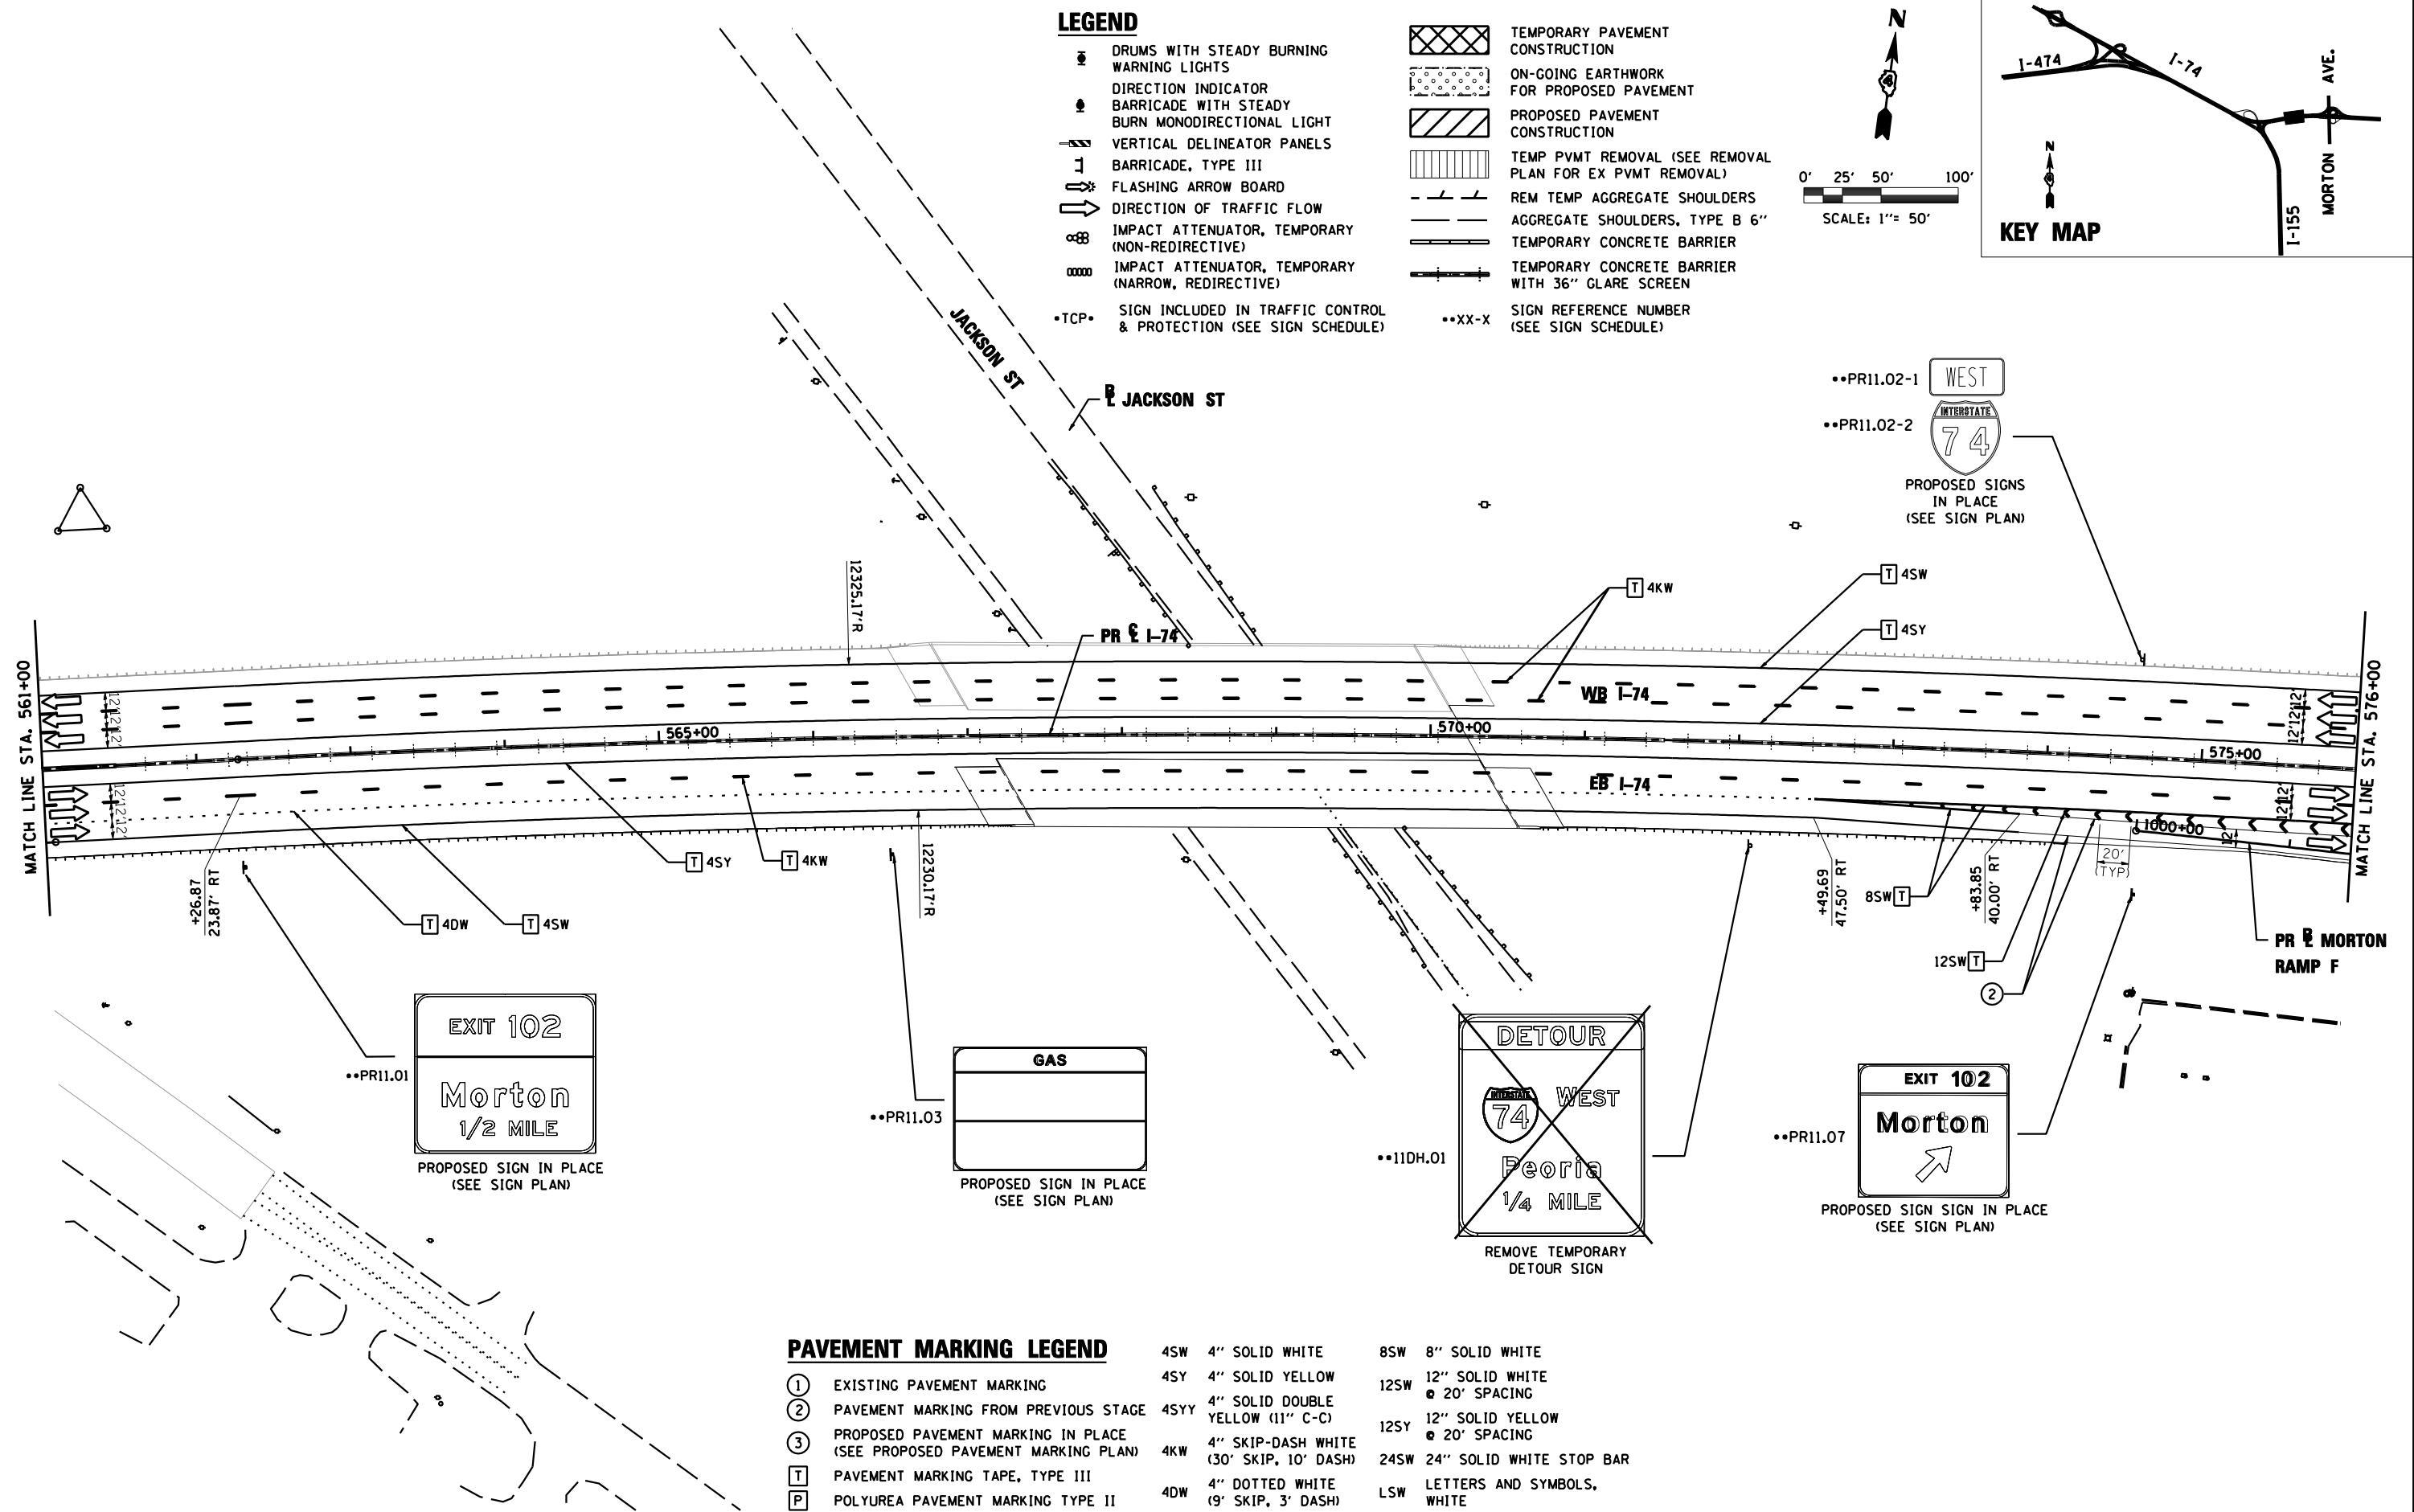 LEGEND
DRUMS WITH STEADY BURNING
WARNING LIGHTS
DIRECTION INDICATOR
BARRICADE WITH STEADY
BURN MONODIRECTIONAL LIGHT
VERTICAL DELINEATOR PANELS
BARRICADE, TYPE III
FLASHING ARROW BOARD
DIRECTION OF TRAFFIC FLOW
IMPACT ATTENUATOR, TEMPORARY
(NON-REDIRECTIVE)
IMPACT ATTENUATOR, TEMPORARY
(NARROW, REDIRECTIVE)
•TCP• SIGN INCLUDED IN TRAFFIC CONTROL
& PROTECTION (SEE SIGN SCHEDULE)
TEMPORARY PAVEMENT
CONSTRUCTION
ON-GOING EARTHWORK
FOR PROPOSED PAVEMENT
PROPOSED PAVEMENT
CONSTRUCTION
TEMP PVMT REMOVAL (SEE REMOVAL
PLAN FOR EX PVMT REMOVAL)
REM TEMP AGGREGATE SHOULDERS
AGGREGATE SHOULDERS, TYPE B 6"
TEMPORARY CONCRETE BARRIER
TEMPORARY CONCRETE BARRIER
WITH 36" GLARE SCREEN
••XX-X SIGN REFERENCE NUMBER
(SEE SIGN SCHEDULE)
N
0' 25' 50' 100'
SCALE: 1"= 50'
I-474
I-74
MORTON AVE.
N
I-155
KEY MAP
JACKSON ST
BL JACKSON ST
••PR11.02-1
WEST
••PR11.02-2
INTERSTATE
74
PROPOSED SIGNS
IN PLACE
(SEE SIGN PLAN)
12325.17'R
T 4KW
T 4SW
T 4SY
PR CL I-74
WB I-74
MATCH LINE STA. 561+00
12'12'12'
565+00
570+00
575+00
12'12'12'
MATCH LINE STA. 576+00
EB I-74
12'12'12'
12'12'
1000+00
12'
20'
(TYP)
T 4SY
T 4KW
12230.17'R
+26.87
23.87' RT
T 4DW
T 4SW
+49.69
47.50' RT
8SW T
+83.85
40.00' RT
12SW T
2
PR BL MORTON
RAMP F
••PR11.01
EXIT 102
Morton
1/2 MILE
PROPOSED SIGN IN PLACE
(SEE SIGN PLAN)
••PR11.03
GAS
PROPOSED SIGN IN PLACE
(SEE SIGN PLAN)
••11DH.01
DETOUR
INTERSTATE
74 WEST
Peoria
1/4 MILE
REMOVE TEMPORARY
DETOUR SIGN
••PR11.07
EXIT 102
Morton
PROPOSED SIGN SIGN IN PLACE
(SEE SIGN PLAN)
PAVEMENT MARKING LEGEND
1 EXISTING PAVEMENT MARKING
2 PAVEMENT MARKING FROM PREVIOUS STAGE
3 PROPOSED PAVEMENT MARKING IN PLACE
(SEE PROPOSED PAVEMENT MARKING PLAN)
T PAVEMENT MARKING TAPE, TYPE III
P POLYUREA PAVEMENT MARKING TYPE II
4SW 4" SOLID WHITE
4SY 4" SOLID YELLOW
4SYY 4" SOLID DOUBLE
YELLOW (11" C-C)
4KW 4" SKIP-DASH WHITE
(30' SKIP, 10' DASH)
4DW 4" DOTTED WHITE
(9' SKIP, 3' DASH)
8SW 8" SOLID WHITE
12SW 12" SOLID WHITE
@ 20' SPACING
12SY 12" SOLID YELLOW
@ 20' SPACING
24SW 24" SOLID WHITE STOP BAR
LSW LETTERS AND SYMBOLS,
WHITE